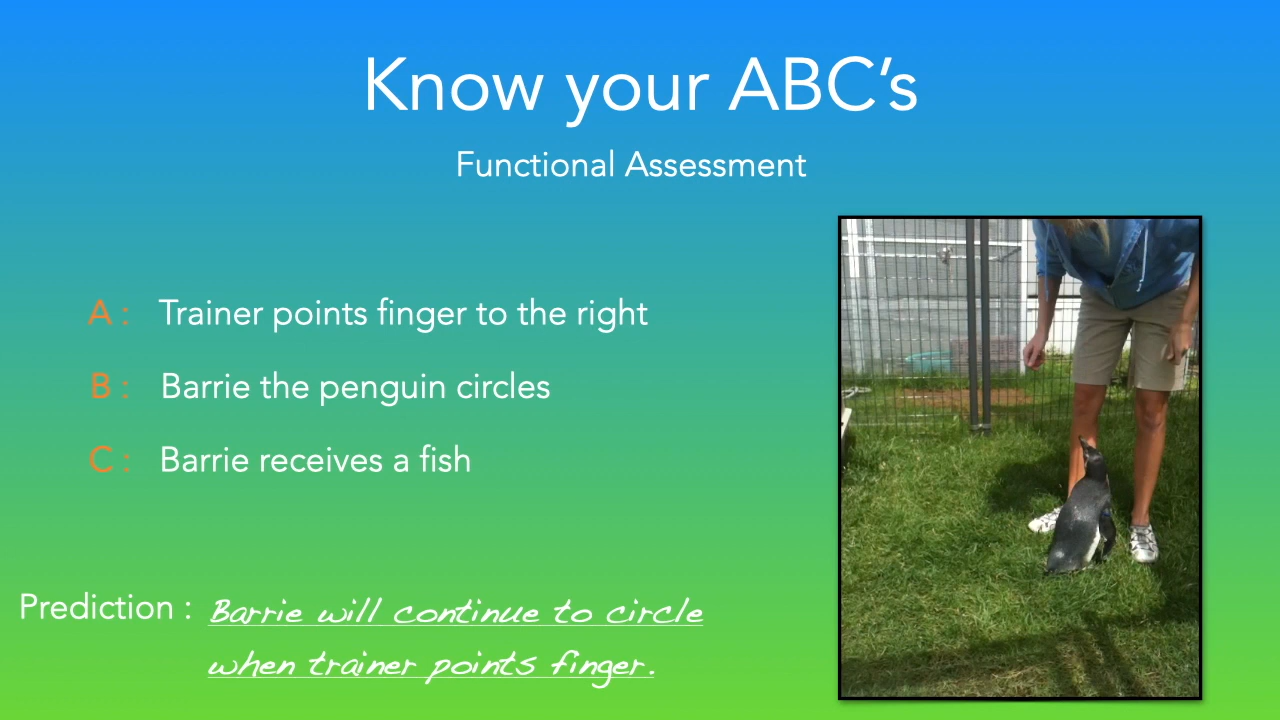 Know your ABC's
Functional Assessment
A : Trainer points finger to the right
B : Barrie the penguin circles
C : Barrie receives a fish
Prediction : Barrie will continue to circle
when trainer points finger.